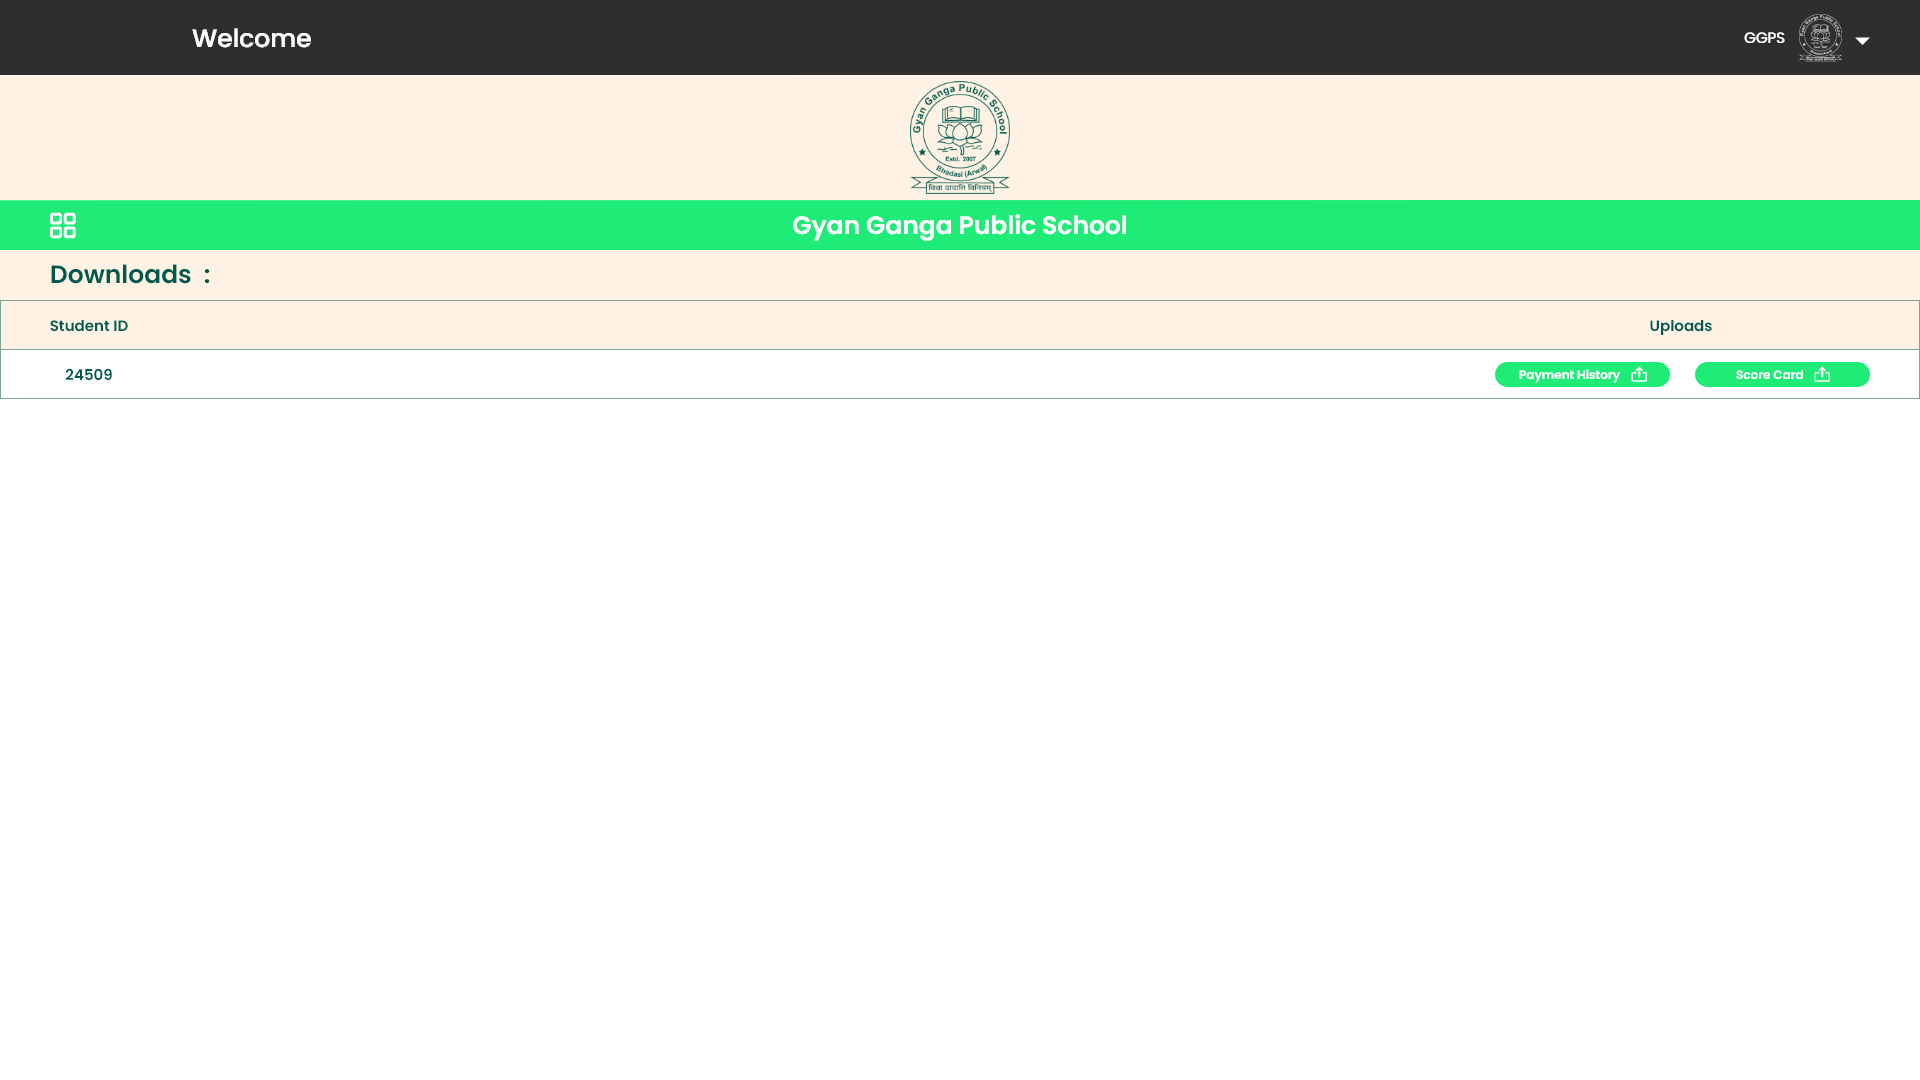 Welcome
GGPS
Gyan Ganga Public School
Estd. 2007
Bhadasi (Arwal)
विद्या ददाति विनियम्
Gyan Ganga Public School
Downloads :
Student ID
Uploads
24509
Payment History
Score Card